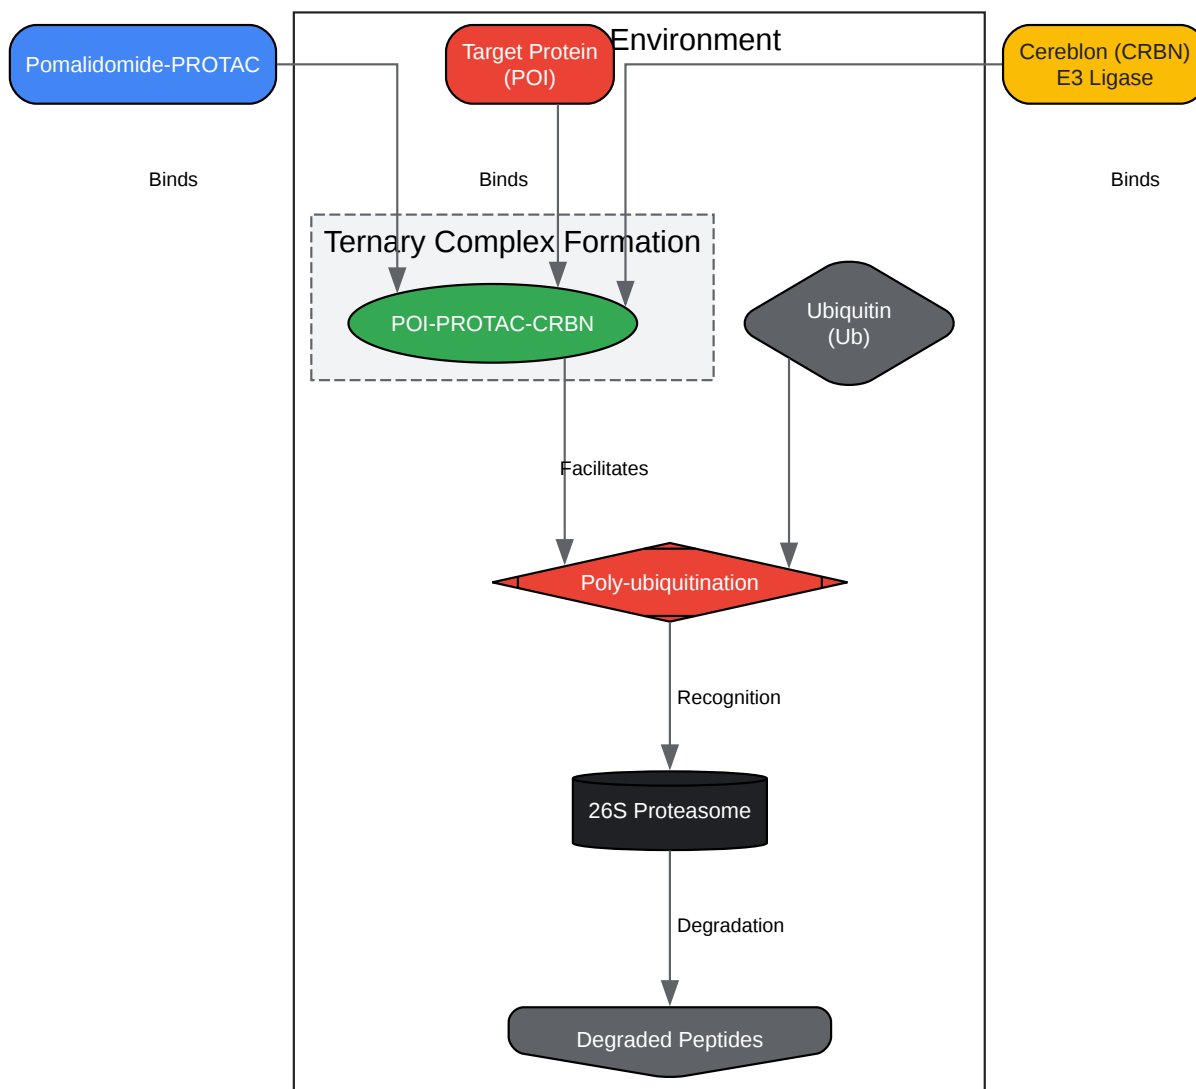 Pomalidomide-PROTAC
Target Protein
(POI)
Environment
Cereblon (CRBN)
E3 Ligase
Binds
Binds
Binds
Ternary Complex Formation
POI-PROTAC-CRBN
Ubiquitin
(Ub)
Facilitates
Poly-ubiquitination
Recognition
26S Proteasome
Degradation
Degraded Peptides